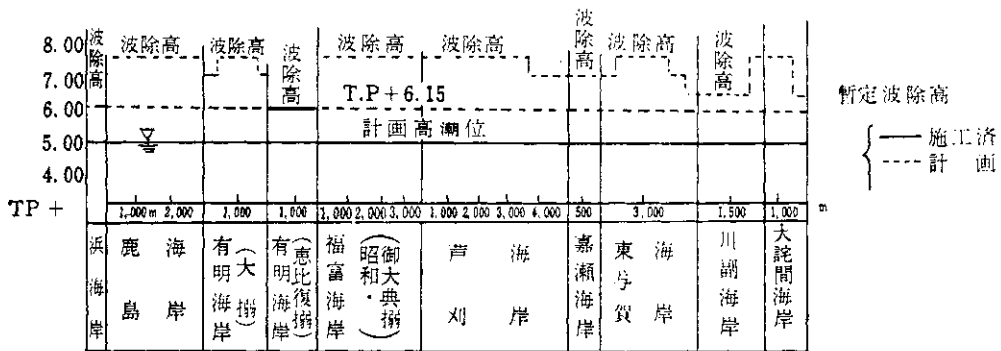 波除高 波除高 波除高 波除高 波除高 波除高 波除高 波除高 波除高
8.00
7.00
6.00
5.00
4.00
TP +
T.P+6.15
計画高潮位
暫定波除高
施工済
計 画
1,000m 2,000 1,000 1,000 1,000 2,000 3,000 1.000 2,000 3,000 4,000 500 3,000 1,500 1,000 m
浜海岸
鹿島海岸
有明海岸(大搦)
有明海岸(恵比復搦)
福富海岸(昭和・御大典搦)
芦刈海岸
嘉瀬海岸
東与賀海岸
川副海岸
大詫間海岸